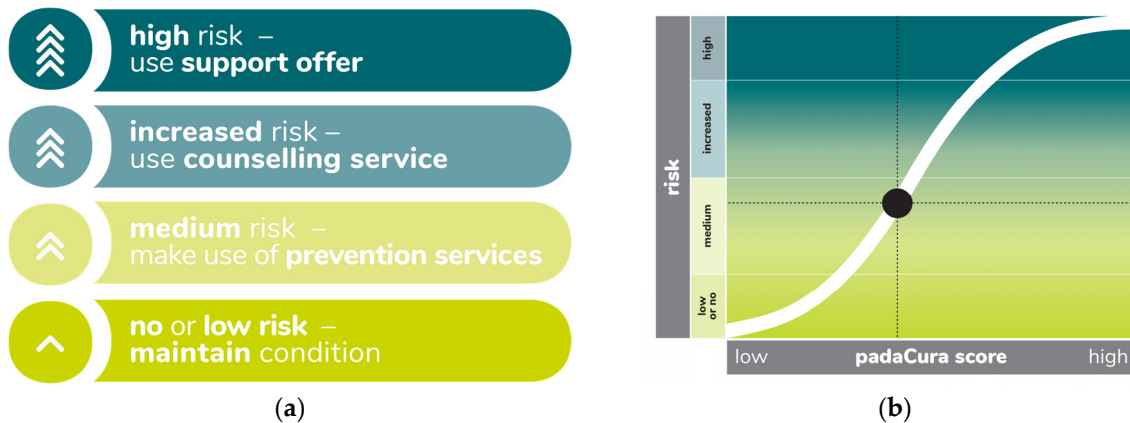 high risk –
use support offer
increased risk –
use counselling service
medium risk –
make use of prevention services
no or low risk –
maintain condition
(a)
risk
high
increased
medium
low
or no
low padaCura score high
(b)